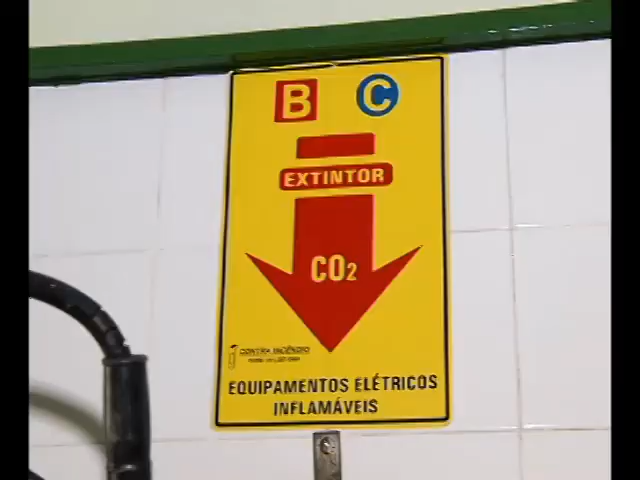 B C
EXTINTOR
CO2
CONTRA INCÊNDIO
EQUIPAMENTOS ELÉTRICOS
INFLAMÁVEIS